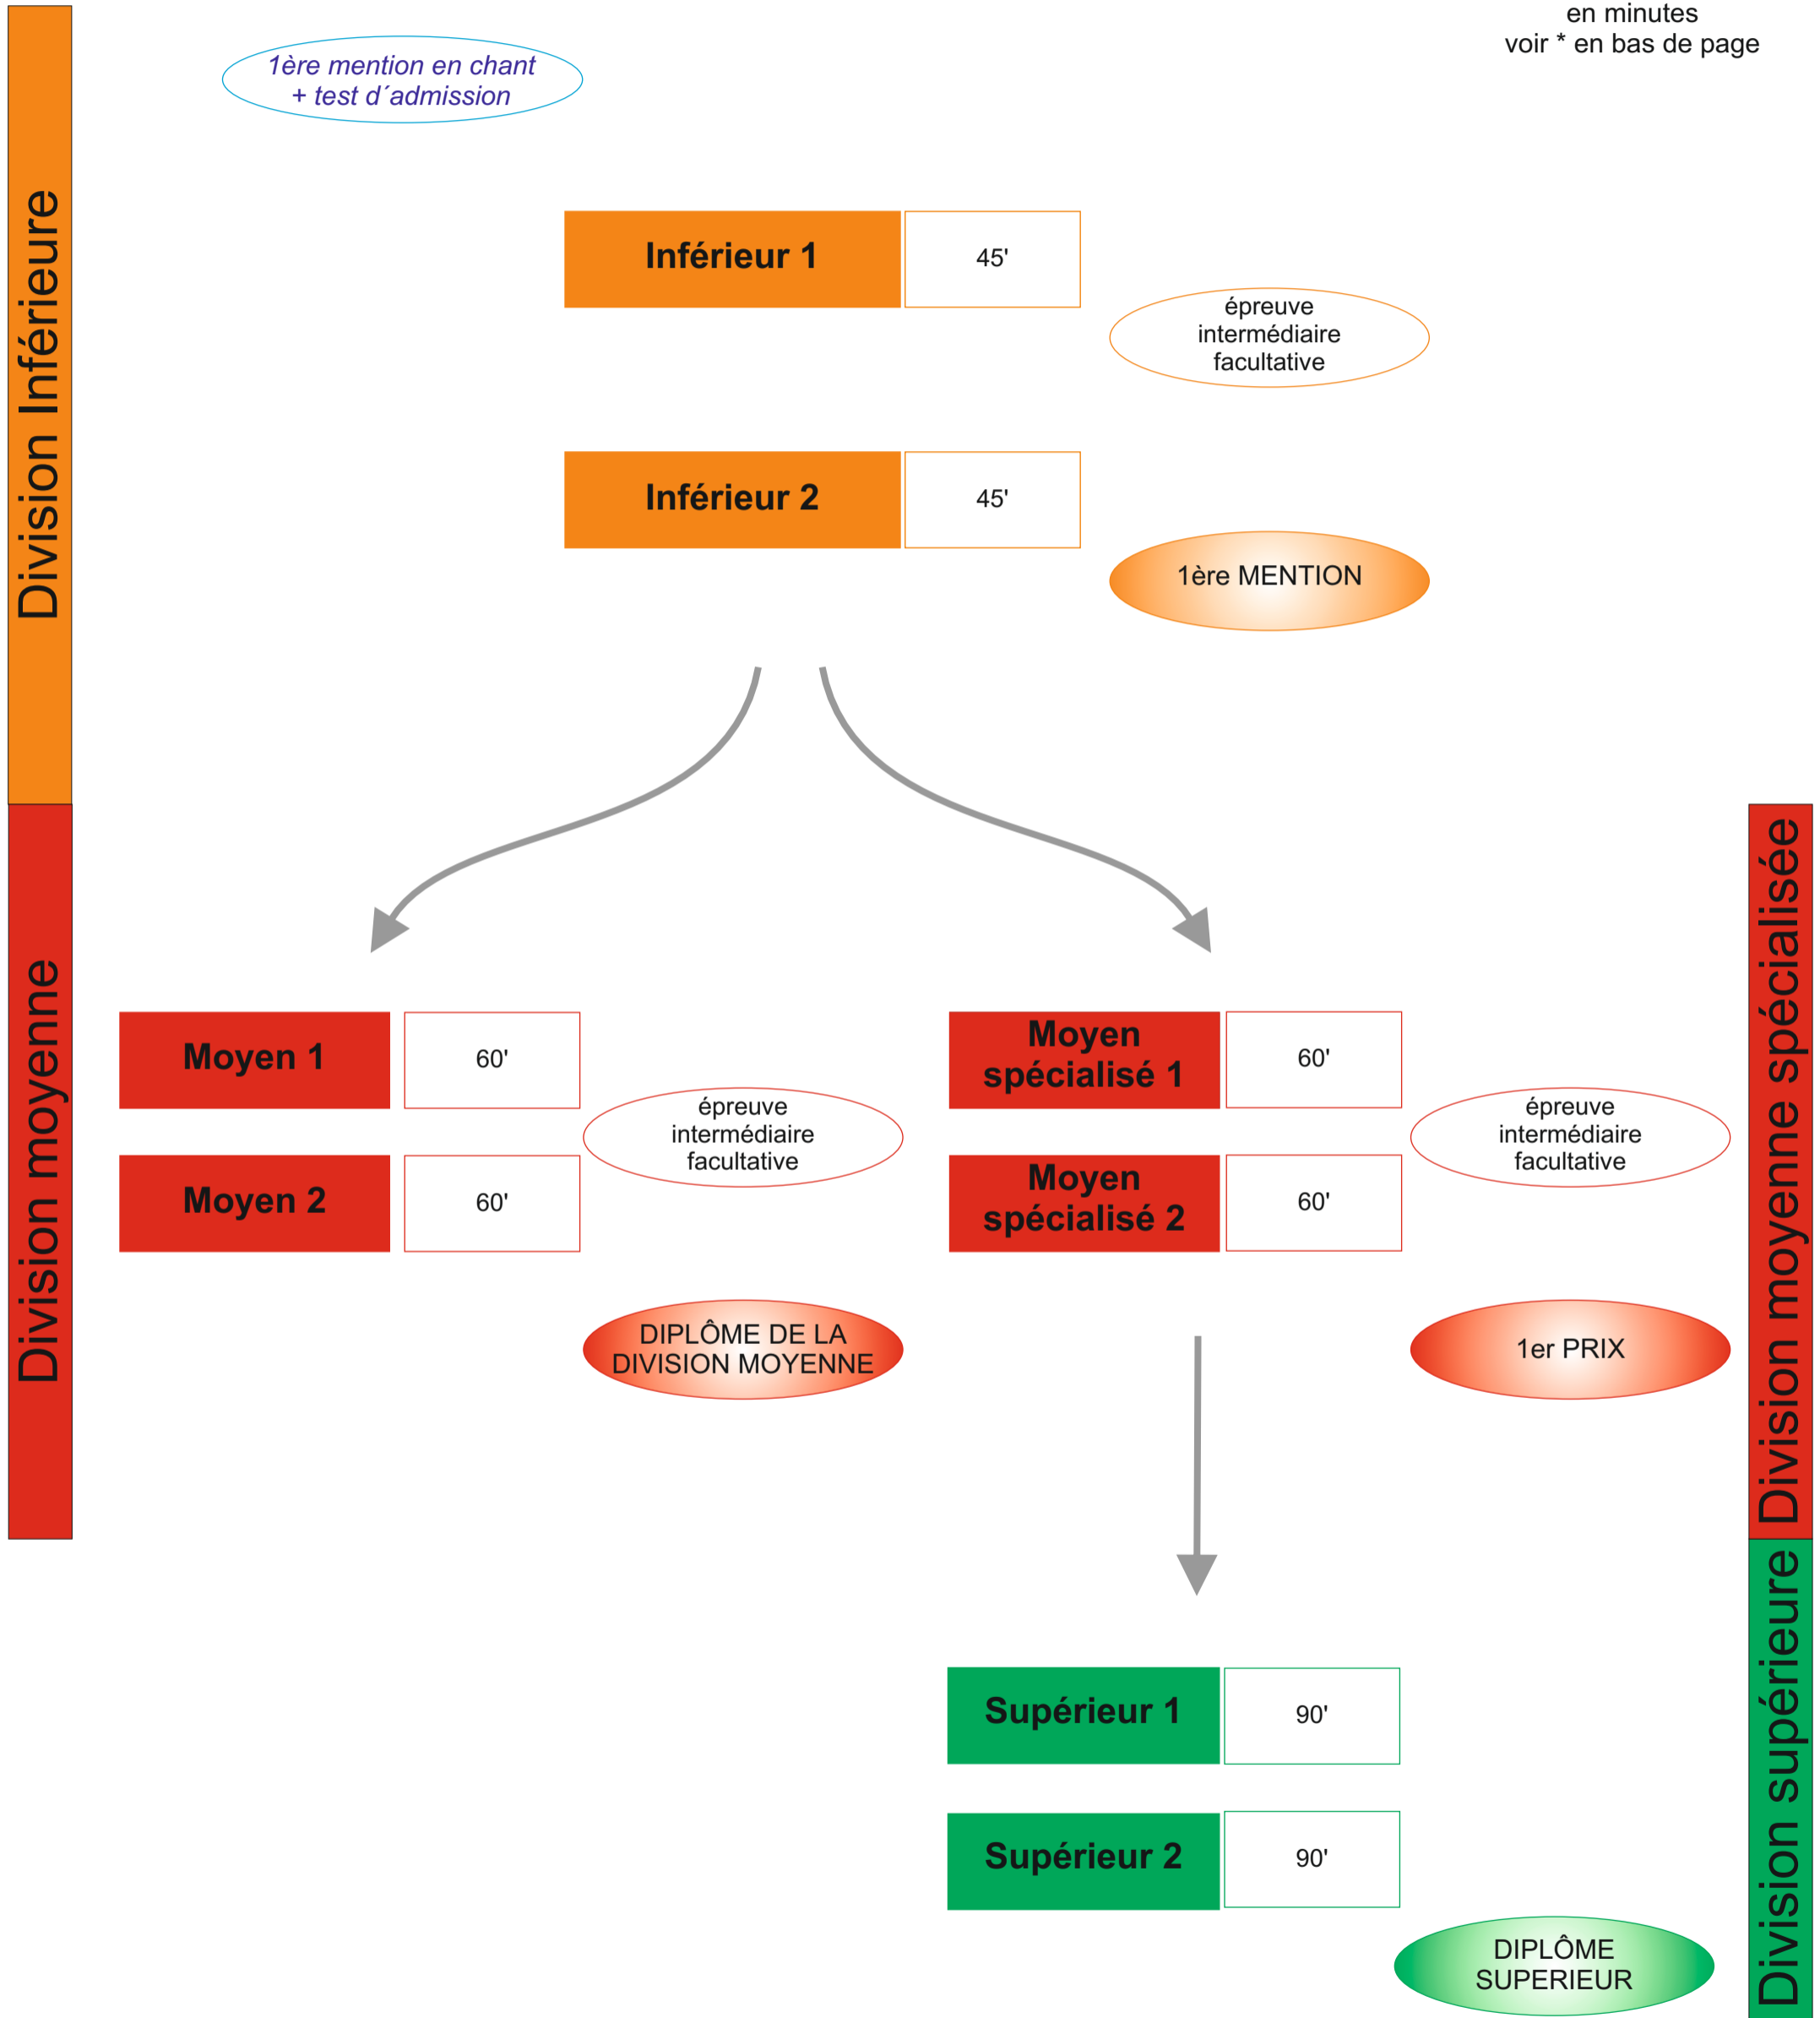 en minutes
voir * en bas de page
1ère mention en chant
+ test d´admission
Division Inférieure
Inférieur 1
45'
épreuve
intermédiaire
facultative
Inférieur 2
45'
1ère MENTION
Division moyenne
Moyen 1
60'
épreuve
intermédiaire
facultative
Moyen 2
60'
DIPLÔME DE LA
DIVISION MOYENNE
Moyen
spécialisé 1
60'
épreuve
intermédiaire
facultative
Moyen
spécialisé 2
60'
1er PRIX
Division moyenne spécialisée
Supérieur 1
90'
Supérieur 2
90'
DIPLÔME
SUPERIEUR
Division supérieure